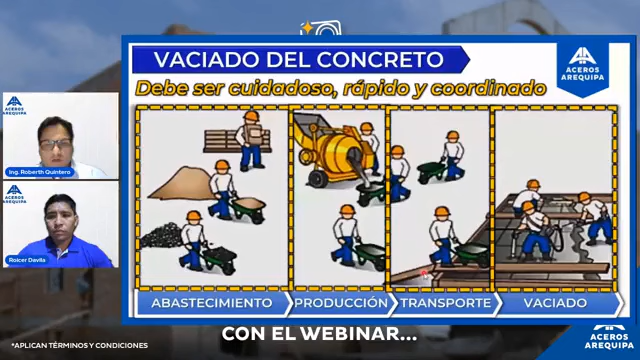 VACIADO DEL CONCRETO
ACEROS
AREQUIPA
Debe ser cuidadoso, rápido y coordinado
ACEROS
AREQUIPA
Ing. Roberth Quintero
ACEROS
AREQUIPA
Roicer Davila
ABASTECIMIENTO
PRODUCCIÓN
TRANSPORTE
VACIADO
CON EL WEBINAR...
ACEROS
AREQUIPA
*APLICAN TÉRMINOS Y CONDICIONES